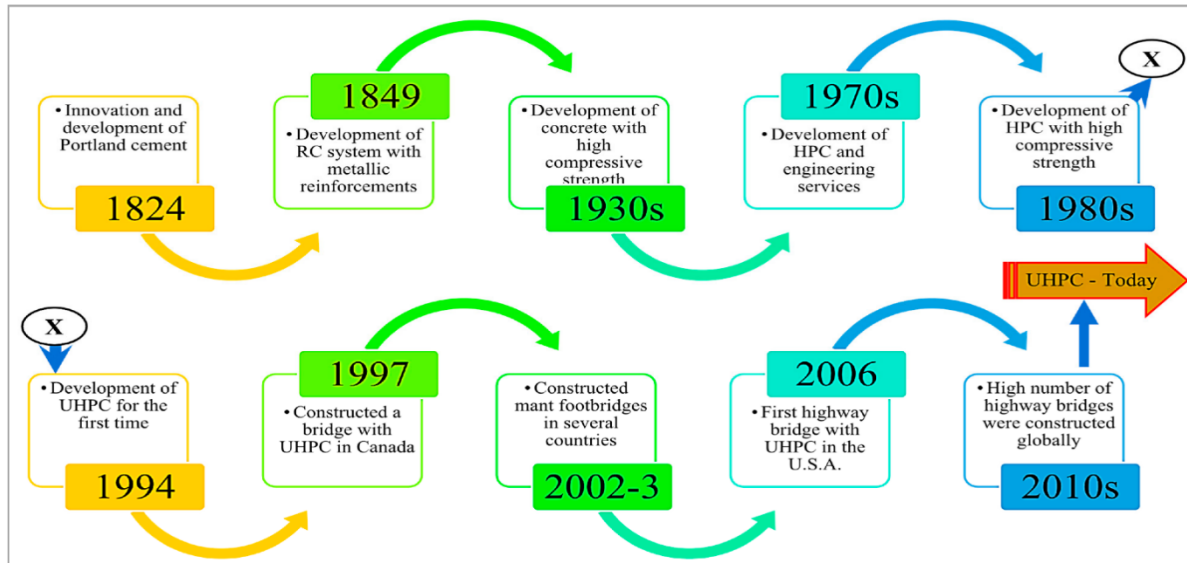 • Innovation and
development of
Portland cement
1824
1849
• Development of
RC system with
metallic
reinforcements
• Development of
concrete with
high
compressive
strength
1930s
1970s
• Develoment of
HPC and
engineering
services
• Development of
HPC with high
compressive
strength
1980s
X
UHPC - Today
X
• Development of
UHPC for the
first time
1994
1997
• Constructed a
bridge with
UHPC in Canada
• Constructed
mant footbridges
in several
countries
2002-3
2006
• First highway
bridge with
UHPC in the
U.S.A.
• High number of
highway bridges
were constructed
globally
2010s